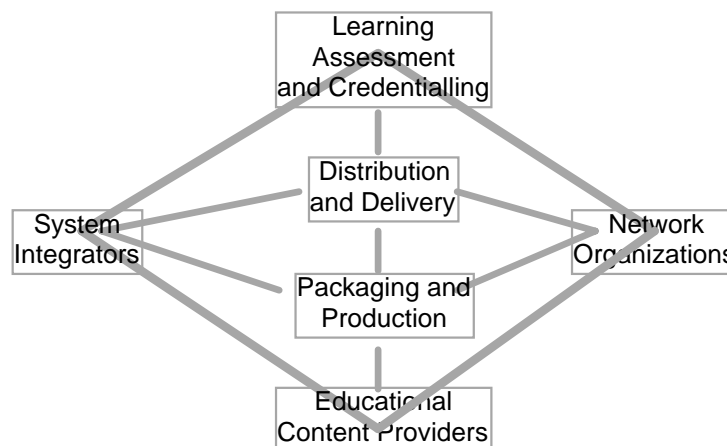 Learning
Assessment
and Credentialling
Distribution
and Delivery
System
Integrators
Network
Organizations
Packaging and
Production
Educational
Content Providers